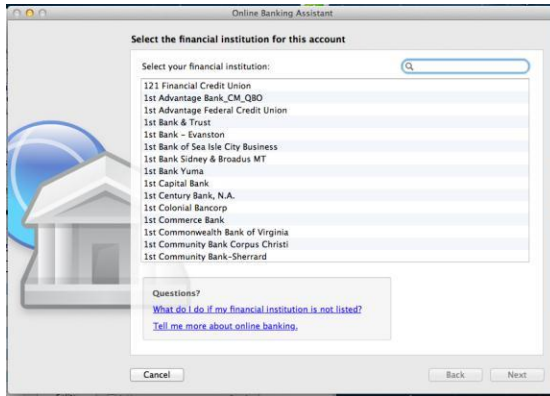 Online Banking Assistant
Select the financial institution for this account
Select your financial institution:
121 Financial Credit Union
1st Advantage Bank_CM_QBO
1st Advantage Federal Credit Union
1st Bank & Trust
1st Bank - Evanston
1st Bank of Sea Isle City Business
1st Bank Sidney & Broadus MT
1st Bank Yuma
1st Capital Bank
1st Century Bank, N.A.
1st Colonial Bancorp
1st Commerce Bank
1st Commonwealth Bank of Virginia
1st Community Bank Corpus Christi
1st Community Bank-Sherrard
Questions?
What do I do if my financial institution is not listed?
Tell me more about online banking.
Cancel
Back
Next